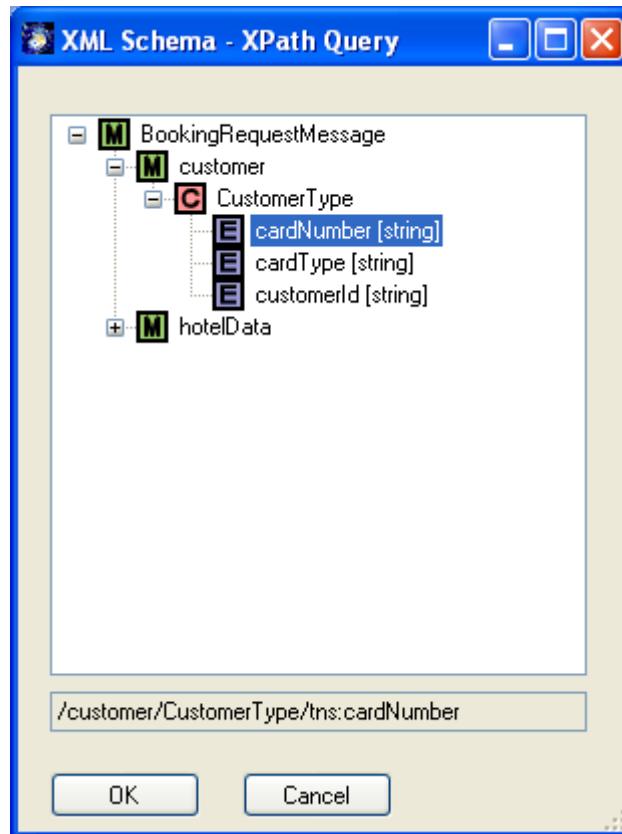 XML Schema - XPath Query
M BookingRequestMessage
M customer
C CustomerType
E cardNumber [string]
E cardType [string]
E customerId [string]
M hotelData
/customer/CustomerType/tns:cardNumber
OK Cancel